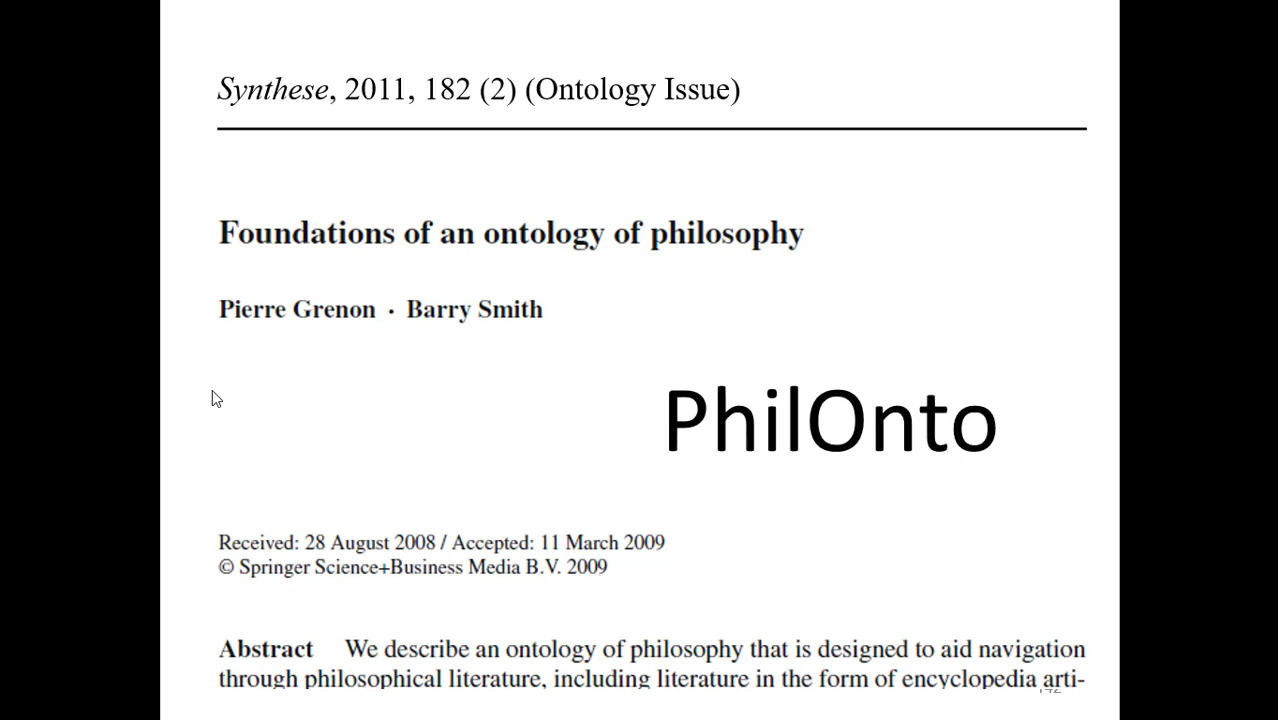 Synthese, 2011, 182 (2) (Ontology Issue)
Foundations of an ontology of philosophy
Pierre Grenon · Barry Smith
PhilOnto
Received: 28 August 2008 / Accepted: 11 March 2009
© Springer Science+Business Media B.V. 2009
Abstract We describe an ontology of philosophy that is designed to aid navigation
through philosophical literature, including literature in the form of encyclopedia arti-